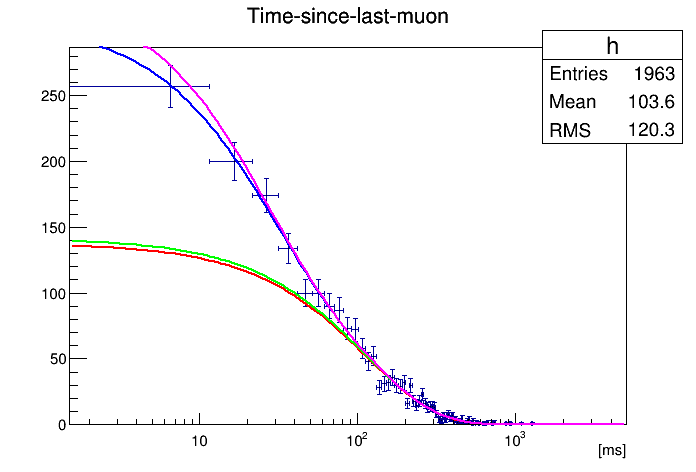 Time-since-last-muon
h
Entries 1963
Mean 103.6
RMS 120.3
250
200
150
100
50
0
10 10² 10³
[ms]